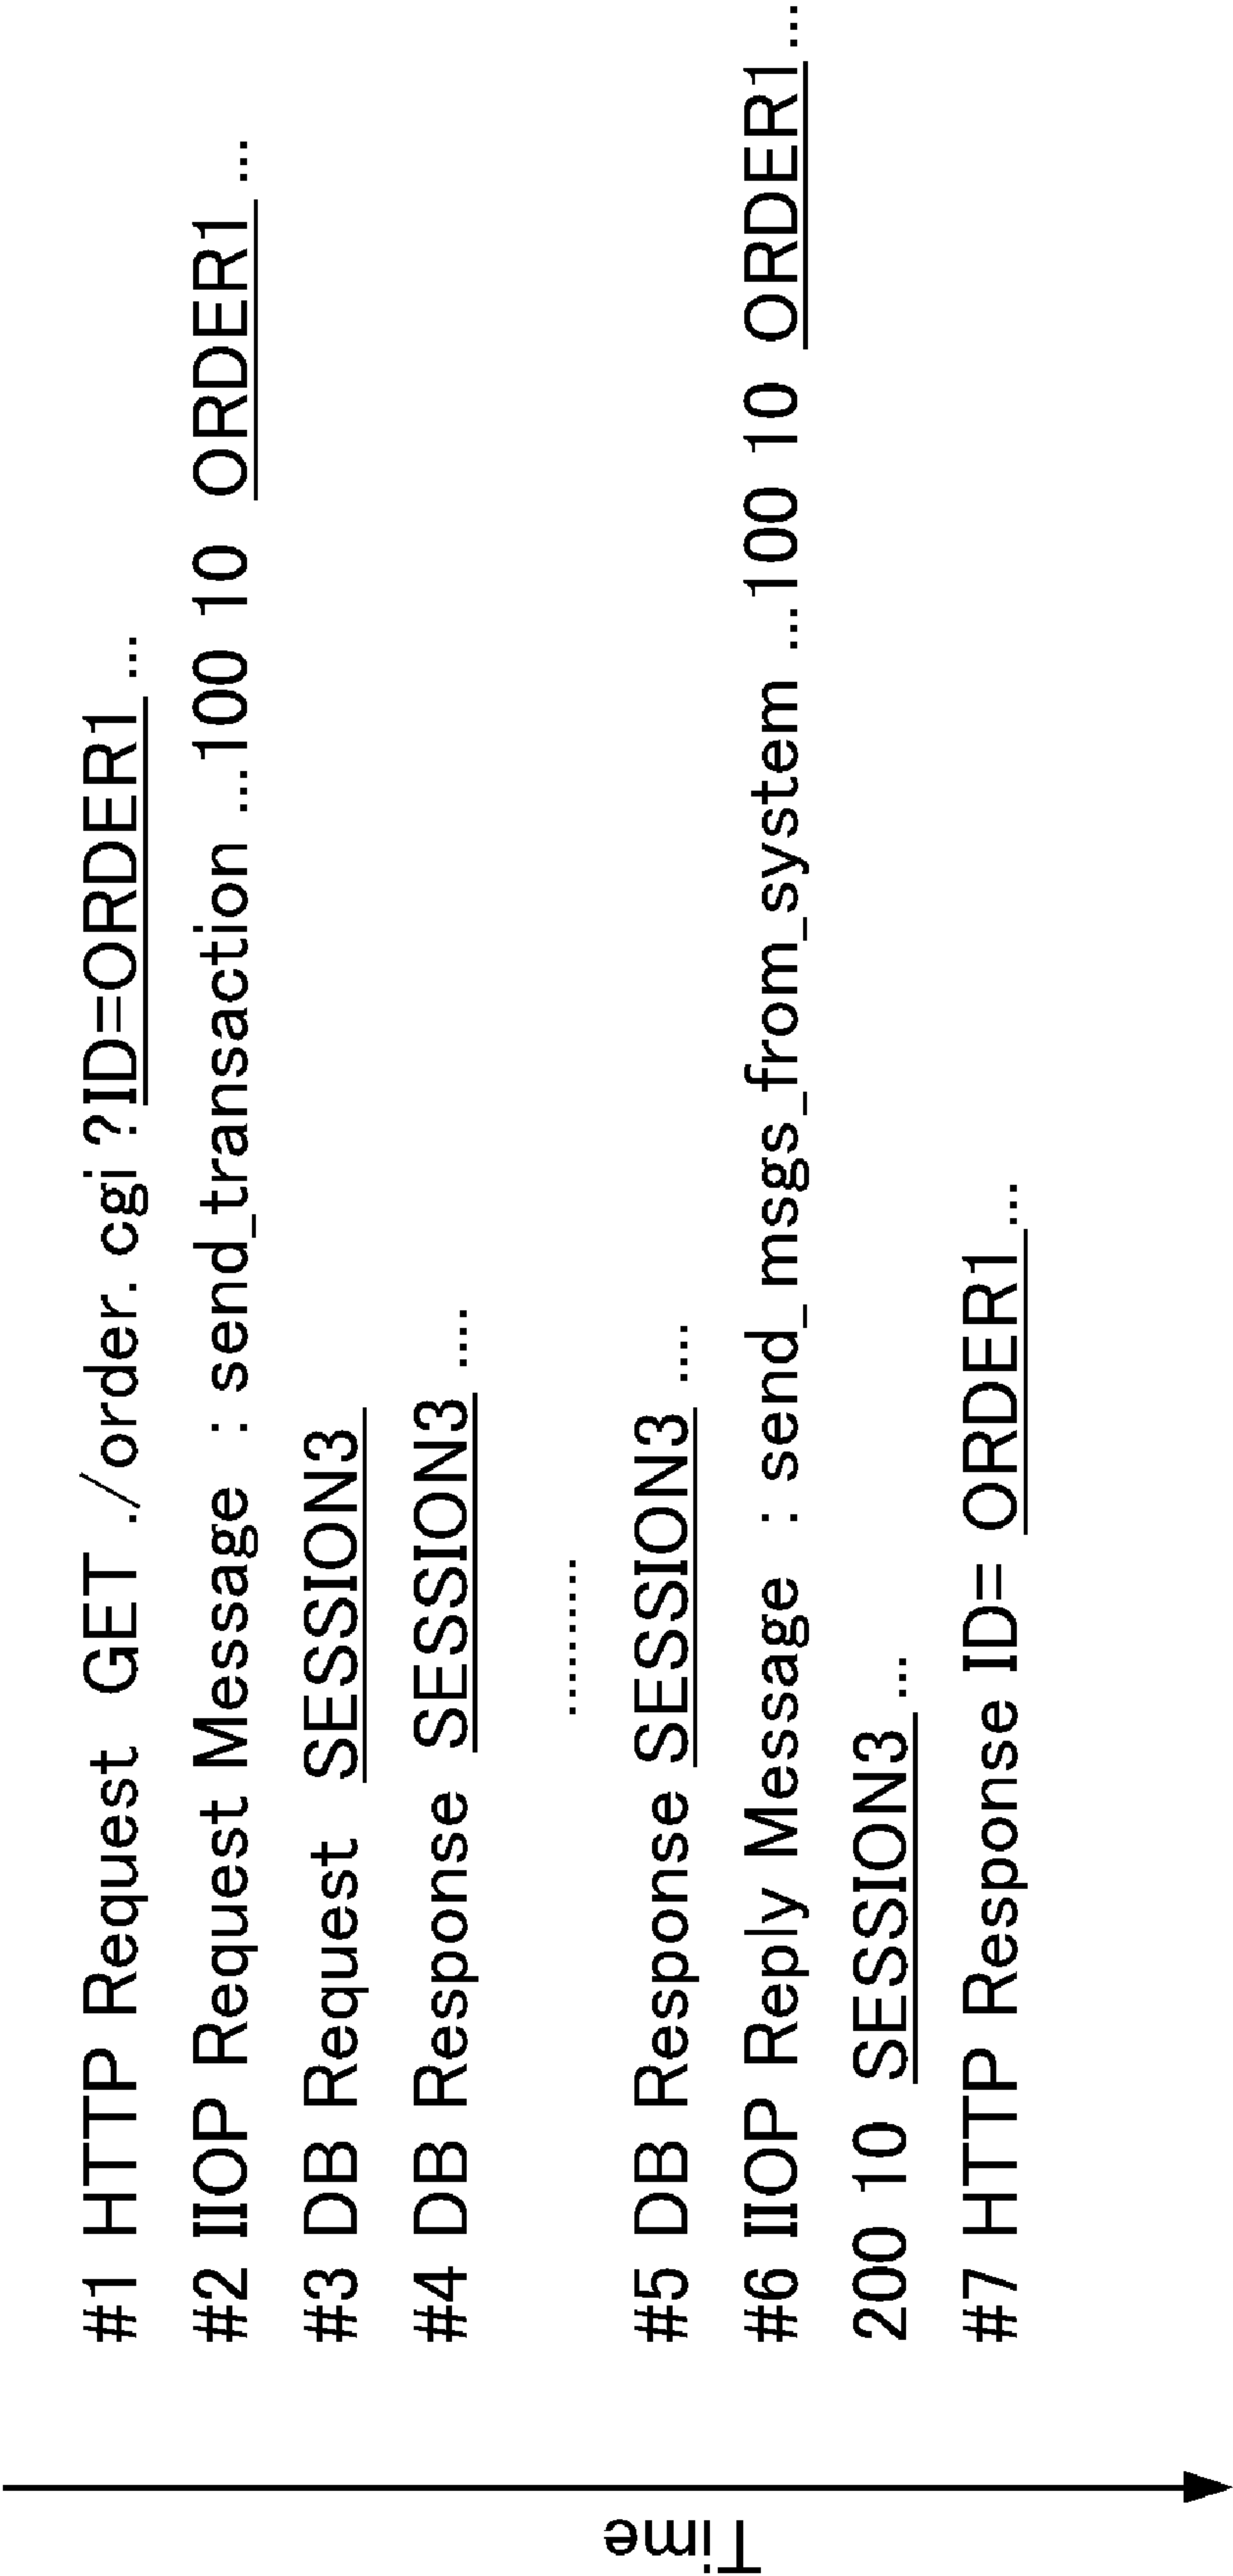 #1 HTTP Request GET ./order.cgi?ID=ORDER1 ...
#2 IIOP Request Message : send_transaction ...100 10 ORDER1 ...
#3 DB Request SESSION3
#4 DB Response SESSION3 ....
..........
#5 DB Response SESSION3 ....
#6 IIOP Reply Message : send_msgs_from_system ...100 10 ORDER1...
200 10 SESSION3 ...
#7 HTTP Response ID= ORDER1...
Time